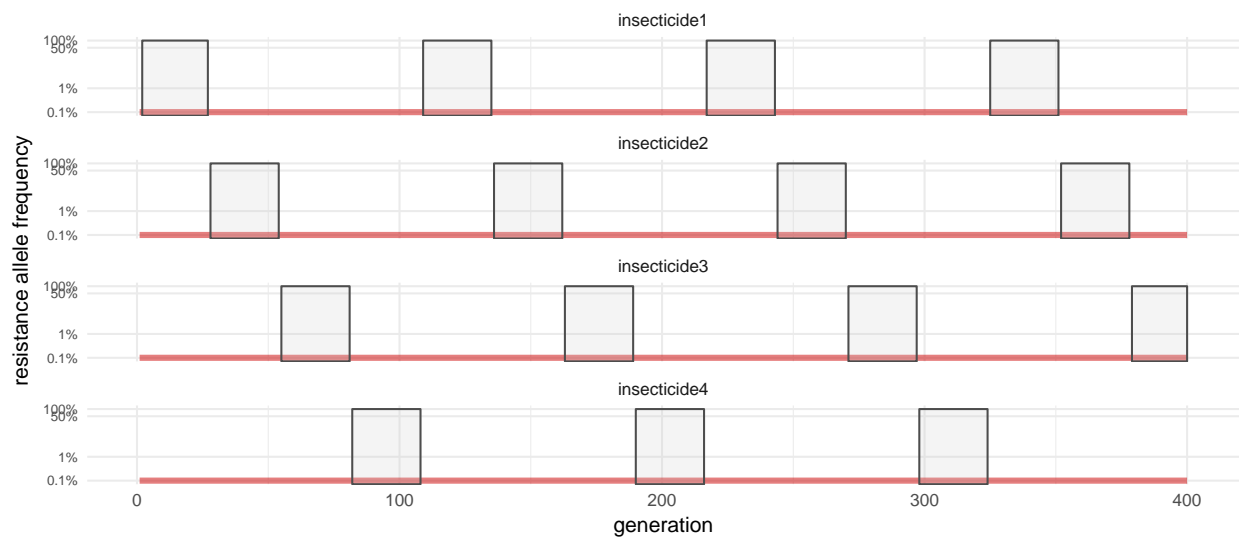 insecticide1
100%
50%
1%
0.1%
insecticide2
100%
50%
1%
0.1%
insecticide3
100%
50%
1%
0.1%
insecticide4
100%
50%
1%
0.1%
0 100 200 300 400
generation
resistance allele frequency